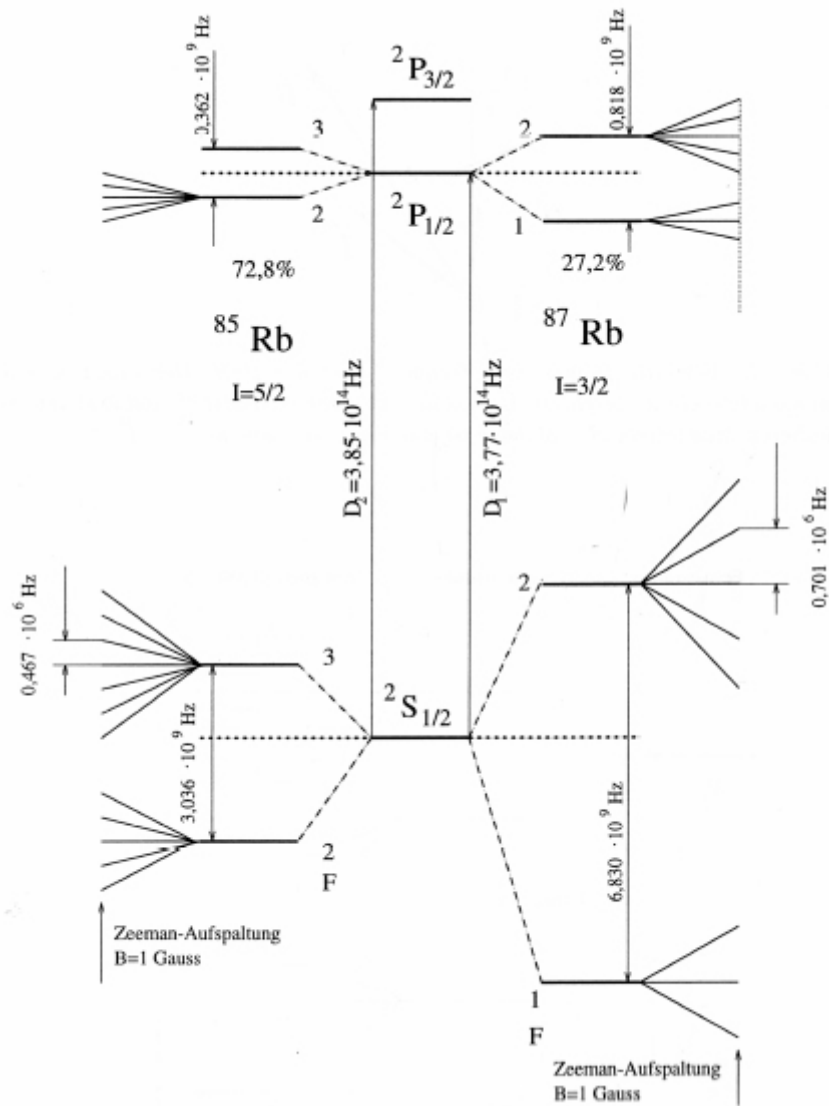 ²P₃/₂
0,362 · 10⁹ Hz
0,818 · 10⁹ Hz
3
2
²P₁/₂
2
1
72,8%
27,2%
⁸⁵Rb
⁸⁷Rb
I=5/2
I=3/2
D₂=3,85·10¹⁴Hz
D₁=3,77·10¹⁴Hz
0,467 · 10⁶ Hz
0,701 · 10⁶ Hz
2
3
²S₁/₂
3,036 · 10⁹ Hz
6,830 · 10⁹ Hz
2
F
Zeeman-Aufspaltung
B=1 Gauss
1
F
Zeeman-Aufspaltung
B=1 Gauss